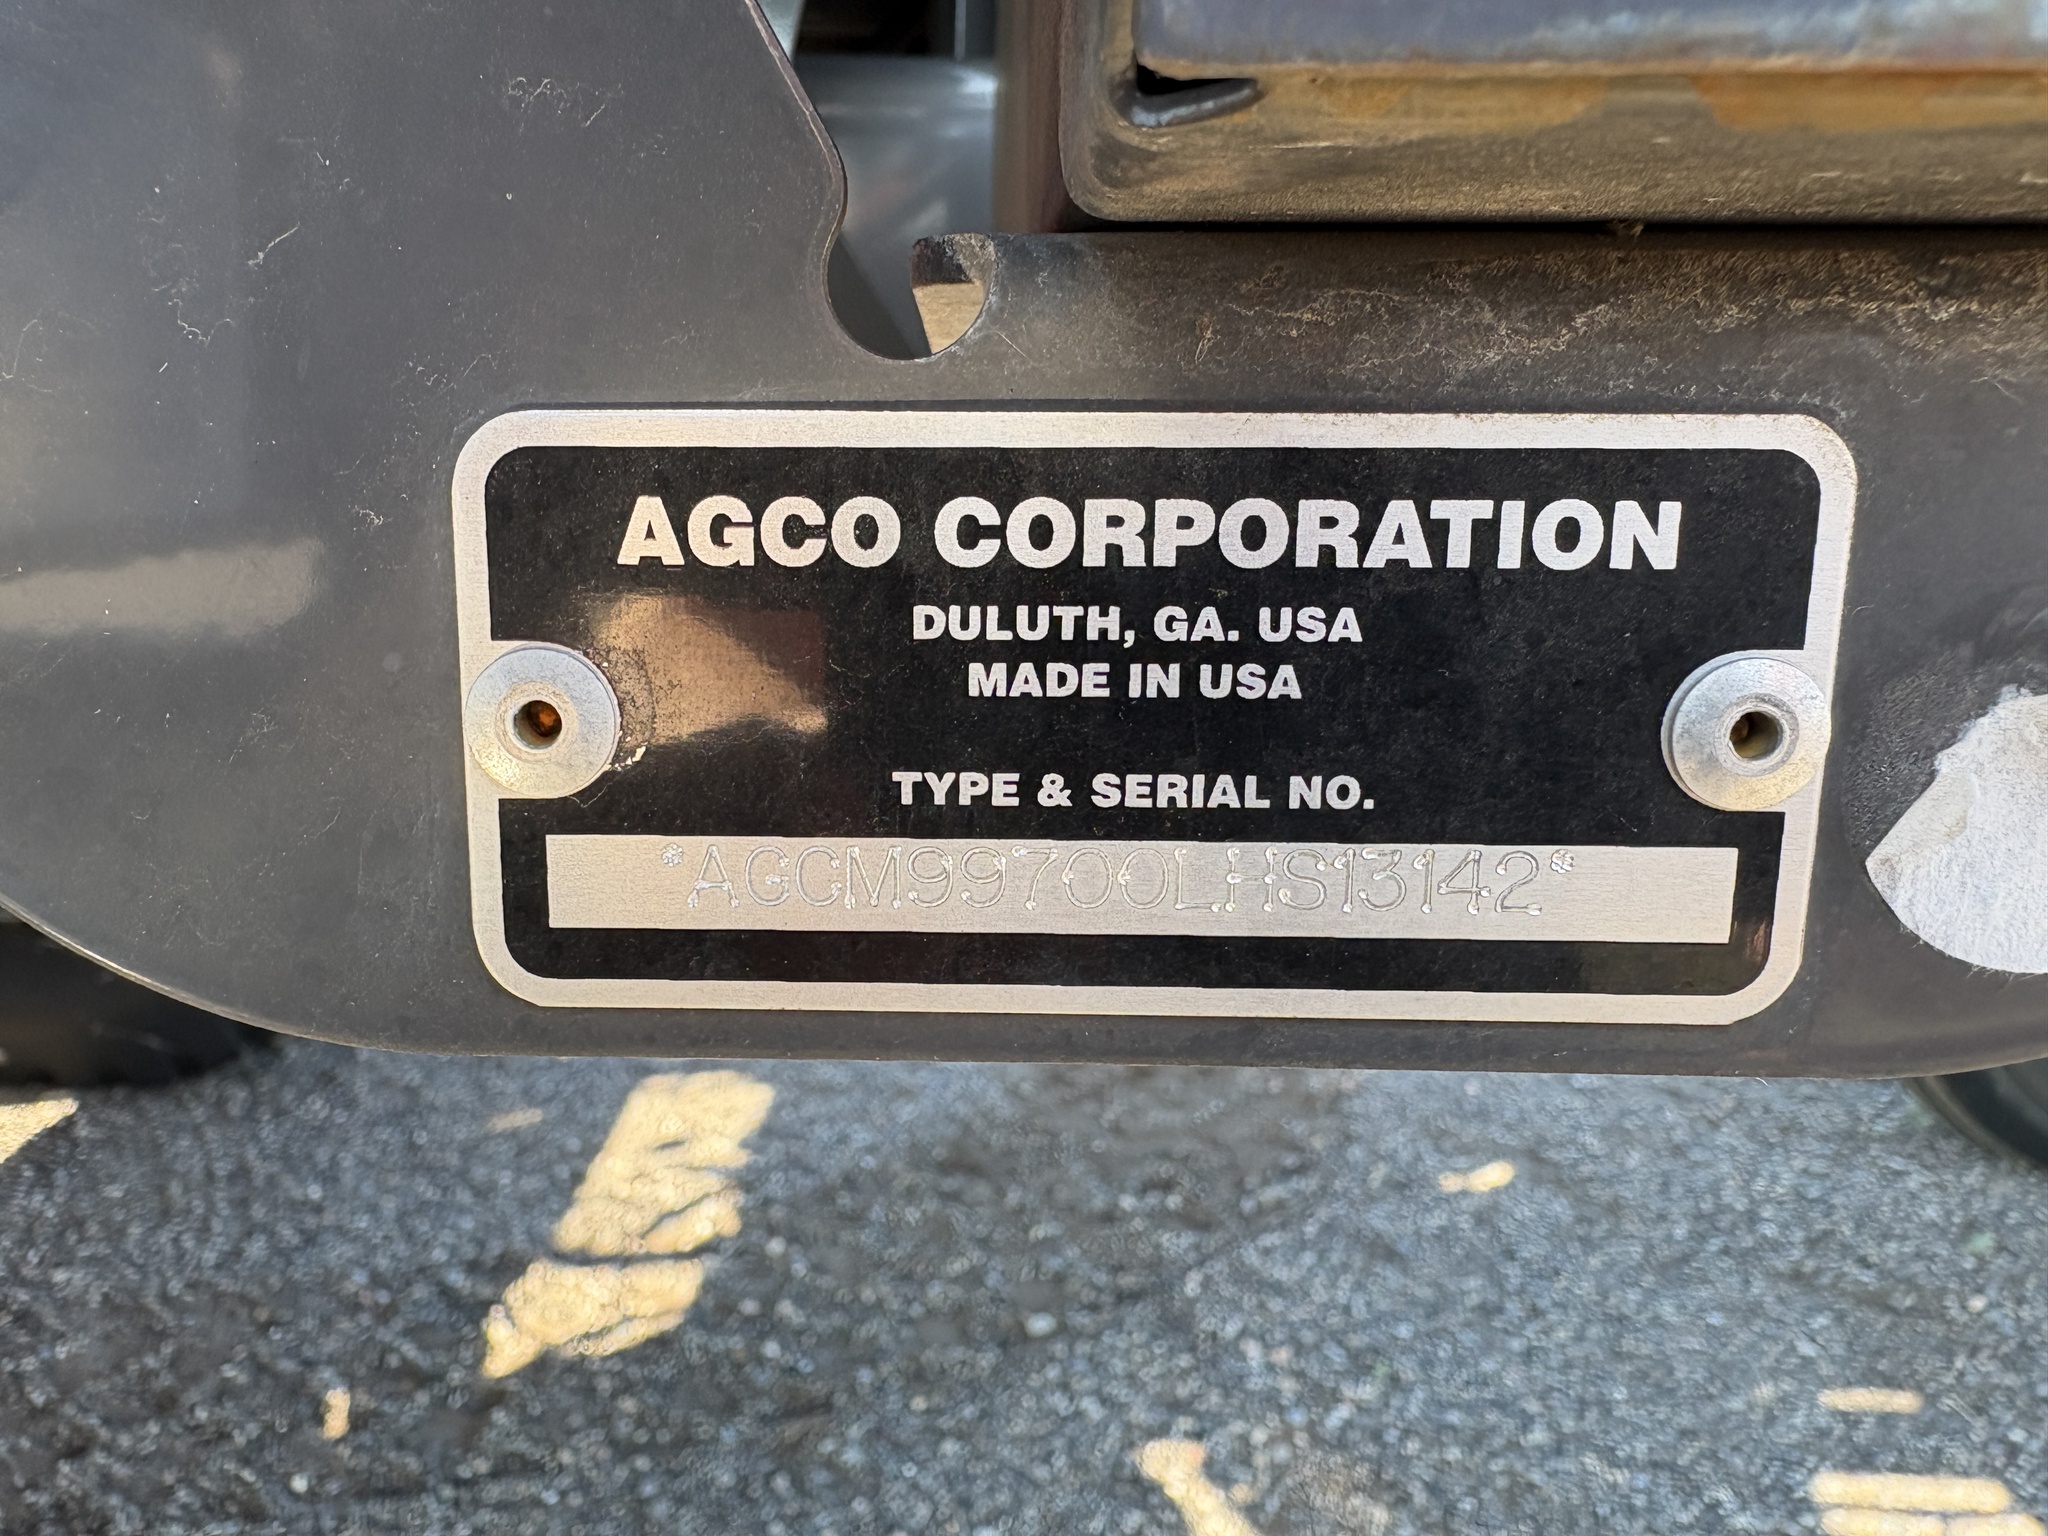 AGCO CORPORATION
DULUTH, GA. USA
MADE IN USA
TYPE & SERIAL NO.
*AGCM99700LHS13142*